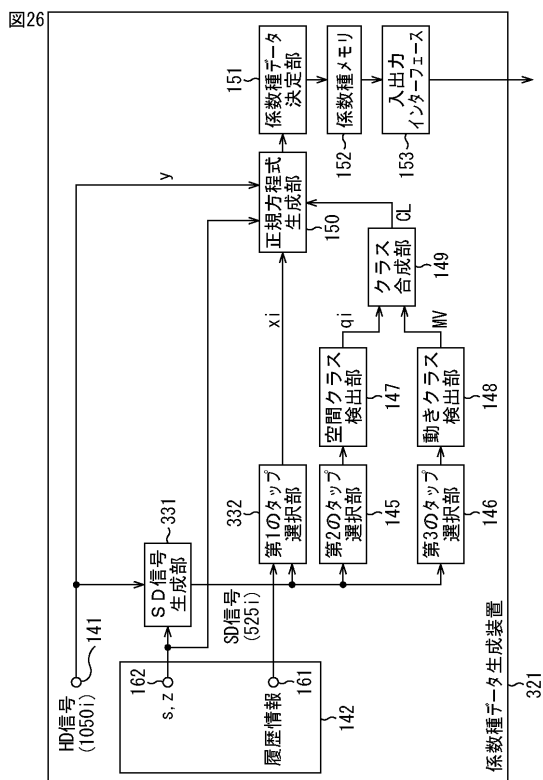 図26
HD信号
(1050i)
141
s, z
162
履歴情報
161
142
SD信号
生成部
331
SD信号
(525i)
第1のタップ
選択部
332
第2のタップ
選択部
145
第3のタップ
選択部
146
空間クラス
検出部
147
動きクラス
検出部
148
qi
MV
クラス
合成部
149
CL
xi
y
正規方程式
生成部
150
係数種データ
決定部
151
係数種メモリ
152
入出力
インターフェース
153
係数種データ生成装置
321